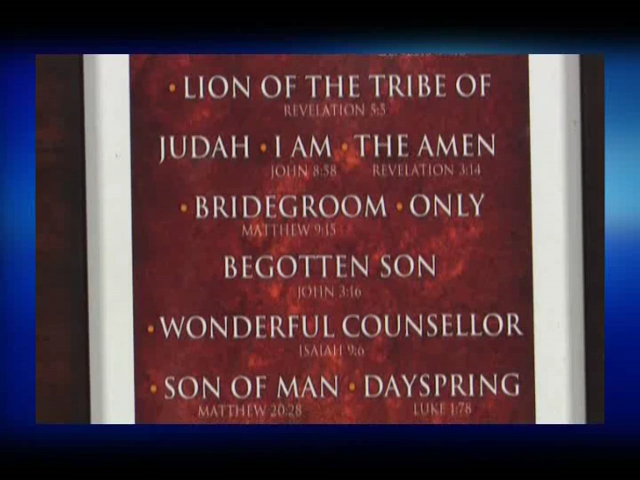 · LION OF THE TRIBE OF
REVELATION 5:5
JUDAH · I AM · THE AMEN
JOHN 8:58 REVELATION 3:14
· BRIDEGROOM · ONLY
MATTHEW 9:15
BEGOTTEN SON
JOHN 3:16
· WONDERFUL COUNSELLOR
ISAIAH 9:6
· SON OF MAN · DAYSPRING
MATTHEW 20:28 LUKE 1:78